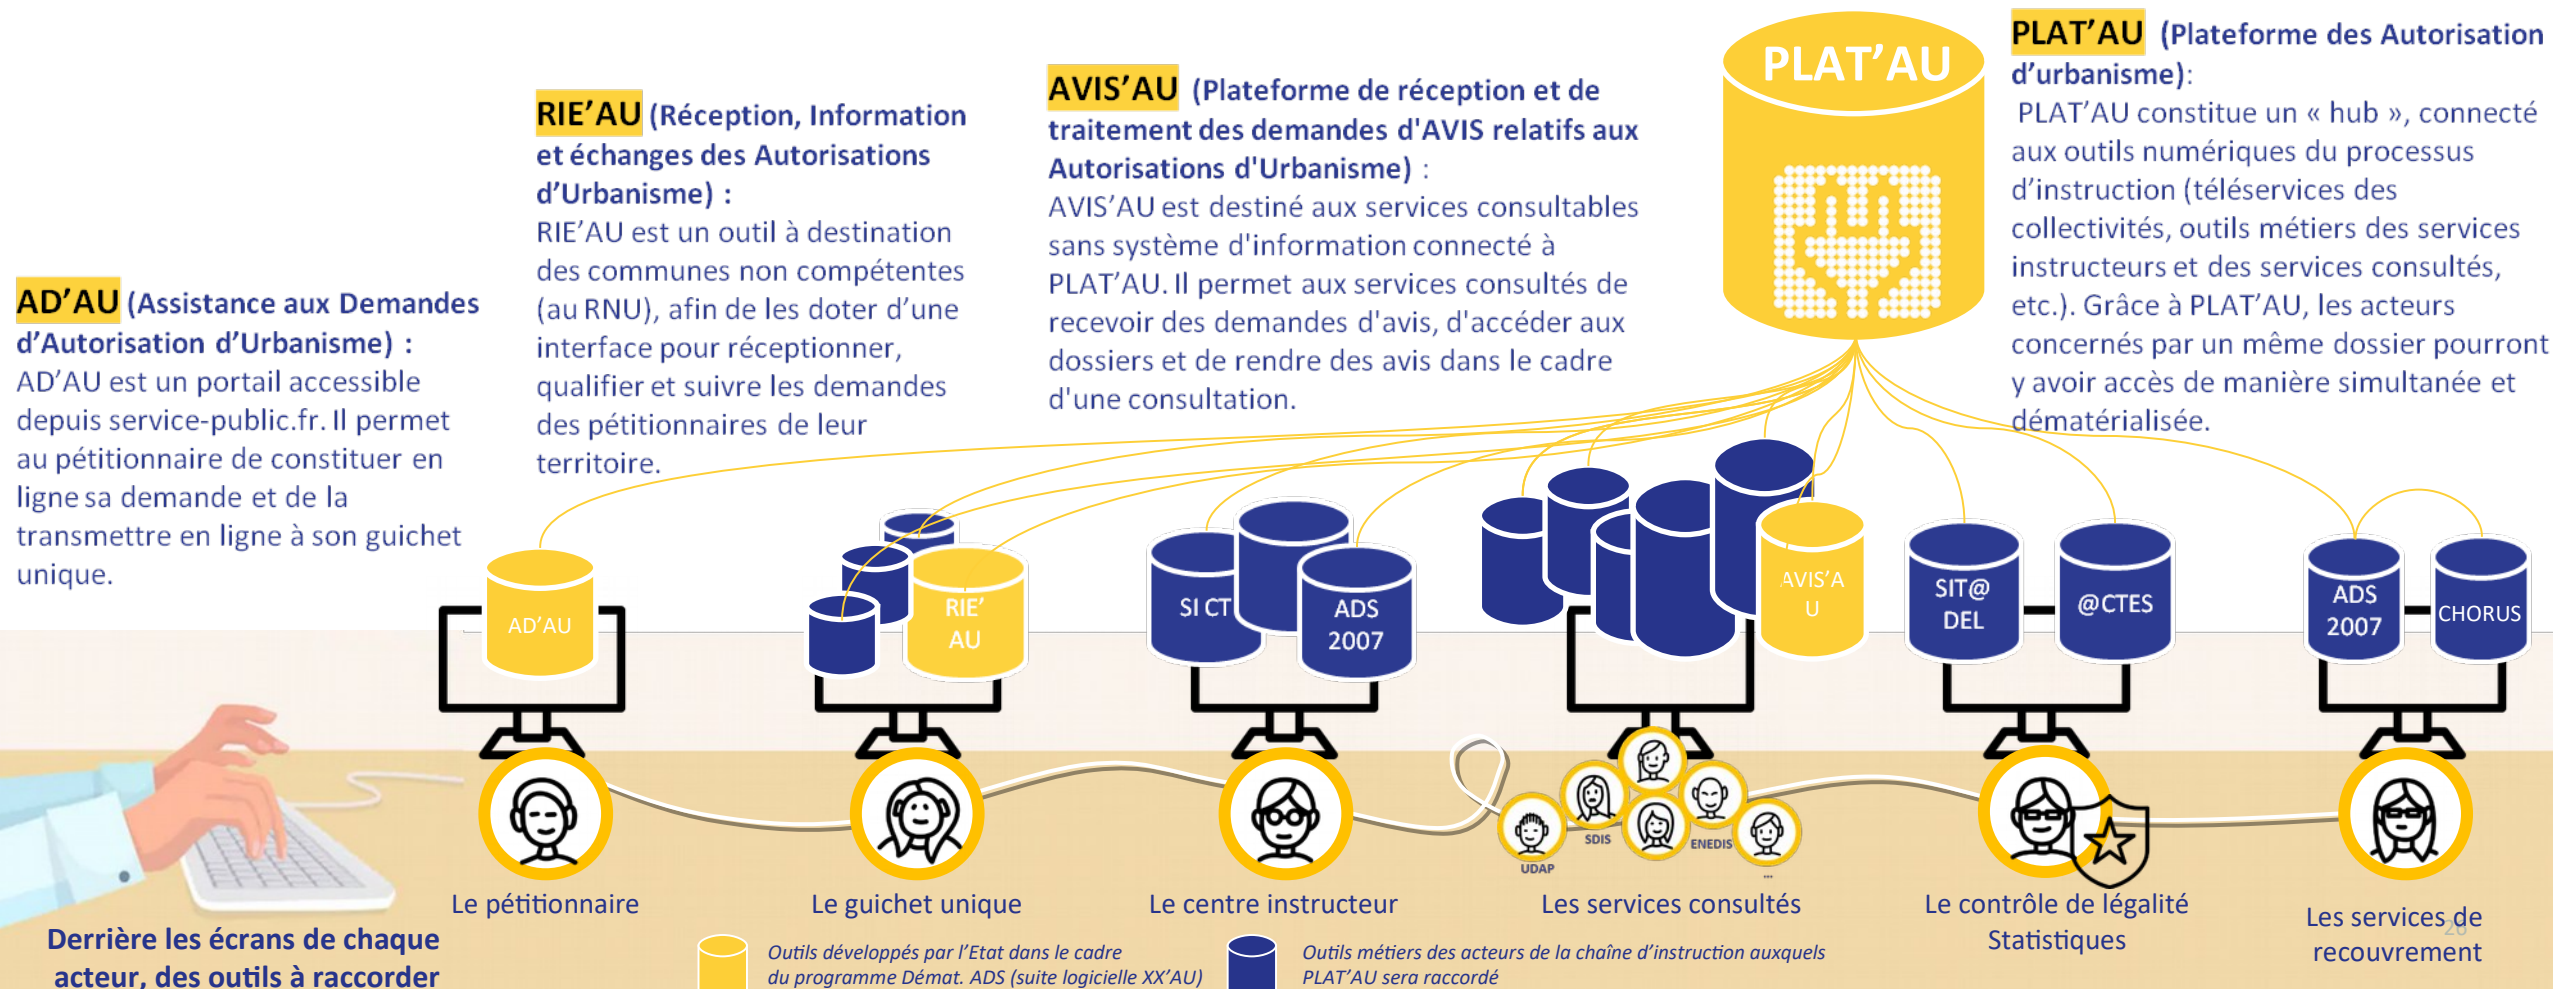 AD’AU (Assistance aux Demandes
d’Autorisation d’Urbanisme) :
AD’AU est un portail accessible
depuis service-public.fr. Il permet
au pétitionnaire de constituer en
ligne sa demande et de la
transmettre en ligne à son guichet
unique.
RIE’AU (Réception, Information
et échanges des Autorisations
d’Urbanisme) :
RIE’AU est un outil à destination
des communes non compétentes
(au RNU), afin de les doter d’une
interface pour réceptionner,
qualifier et suivre les demandes
des pétitionnaires de leur
territoire.
AVIS’AU (Plateforme de réception et de
traitement des demandes d'AVIS relatifs aux
Autorisations d'Urbanisme) :
AVIS’AU est destiné aux services consultables
sans système d'information connecté à
PLAT’AU. Il permet aux services consultés de
recevoir des demandes d'avis, d'accéder aux
dossiers et de rendre des avis dans le cadre
d'une consultation.
PLAT’AU
PLAT’AU (Plateforme des Autorisation
d’urbanisme):
PLAT’AU constitue un « hub », connecté
aux outils numériques du processus
d’instruction (téléservices des
collectivités, outils métiers des services
instructeurs et des services consultés,
etc.). Grâce à PLAT’AU, les acteurs
concernés par un même dossier pourront
y avoir accès de manière simultanée et
dématérialisée.
AD’AU
RIE’
AU
SI CT
ADS
2007
AVIS’A
U
SIT@
DEL
@CTES
ADS
2007
CHORUS
UDAP
SDIS
ENEDIS
...
Le pétitionnaire
Le guichet unique
Le centre instructeur
Les services consultés
Le contrôle de légalité
Statistiques
Les services de
recouvrement
26
Derrière les écrans de chaque
acteur, des outils à raccorder
Outils développés par l’Etat dans le cadre
du programme Démat. ADS (suite logicielle XX’AU)
Outils métiers des acteurs de la chaîne d’instruction auxquels
PLAT’AU sera raccordé